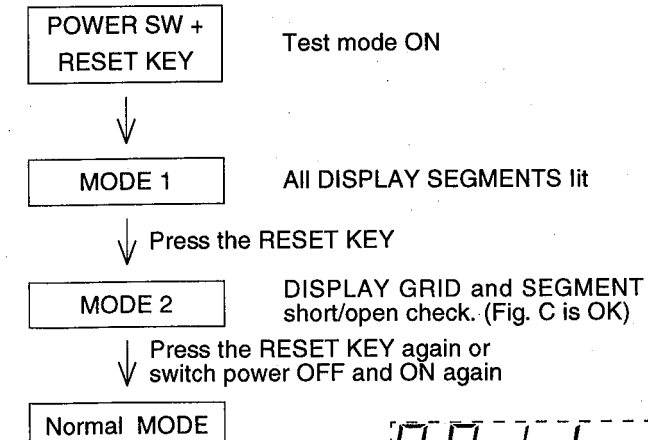 POWER SW +
RESET KEY
Test mode ON
MODE 1
All DISPLAY SEGMENTS lit
Press the RESET KEY
MODE 2
DISPLAY GRID and SEGMENT
short/open check. (Fig. C is OK)
Press the RESET KEY again or
switch power OFF and ON again
Normal MODE